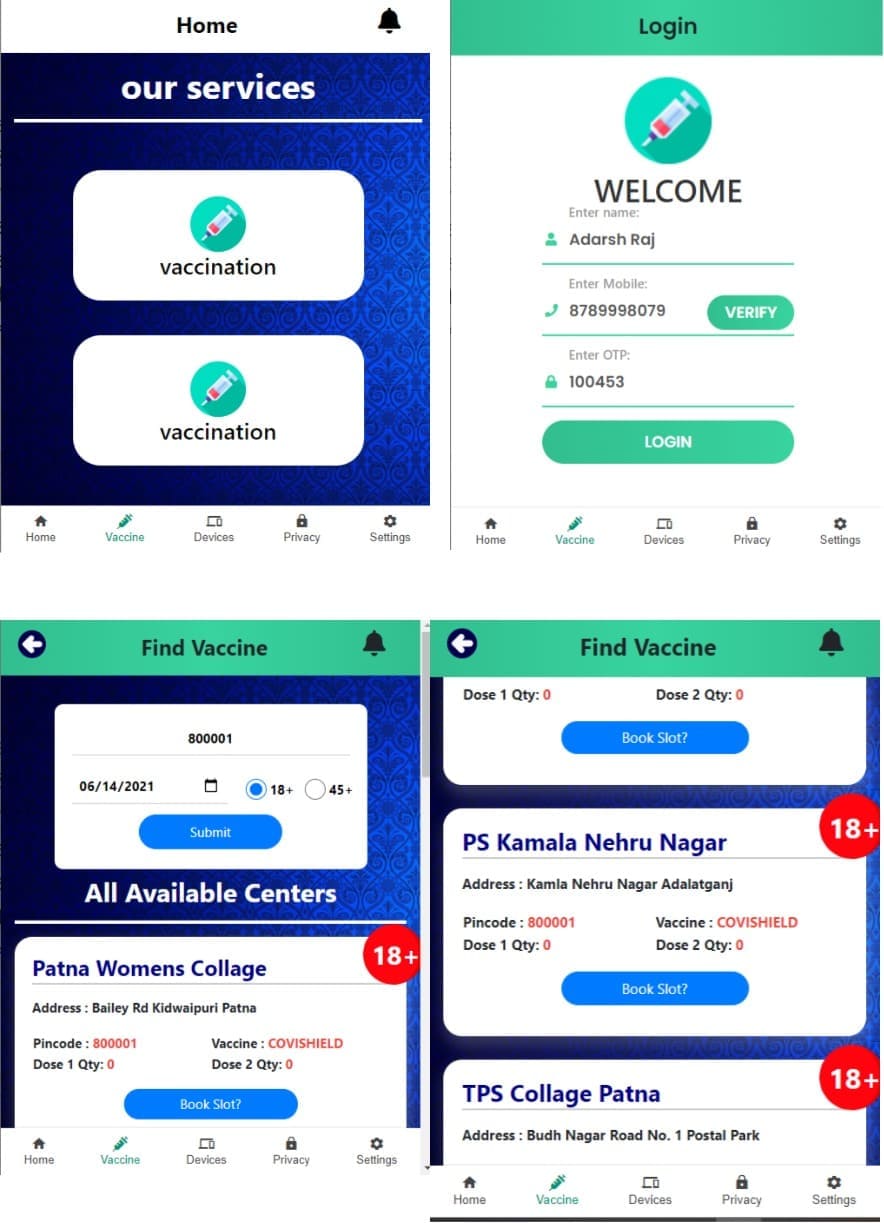 Home
our services
vaccination
vaccination
Home Vaccine Devices Privacy Settings
Login
WELCOME
Enter name:
Adarsh Raj
Enter Mobile:
8789998079 VERIFY
Enter OTP:
100453
LOGIN
Home Vaccine Devices Privacy Settings
Find Vaccine
800001
06/14/2021 18+ 45+
Submit
All Available Centers
18+
Patna Womens Collage
Address : Bailey Rd Kidwaipuri Patna
Pincode : 800001 Vaccine : COVISHIELD
Dose 1 Qty: 0 Dose 2 Qty: 0
Book Slot?
Home Vaccine Devices Privacy Settings
Find Vaccine
Dose 1 Qty: 0 Dose 2 Qty: 0
Book Slot?
18+
PS Kamala Nehru Nagar
Address : Kamla Nehru Nagar Adalatganj
Pincode : 800001 Vaccine : COVISHIELD
Dose 1 Qty: 0 Dose 2 Qty: 0
Book Slot?
18+
TPS Collage Patna
Address : Budh Nagar Road No. 1 Postal Park
Home Vaccine Devices Privacy Settings